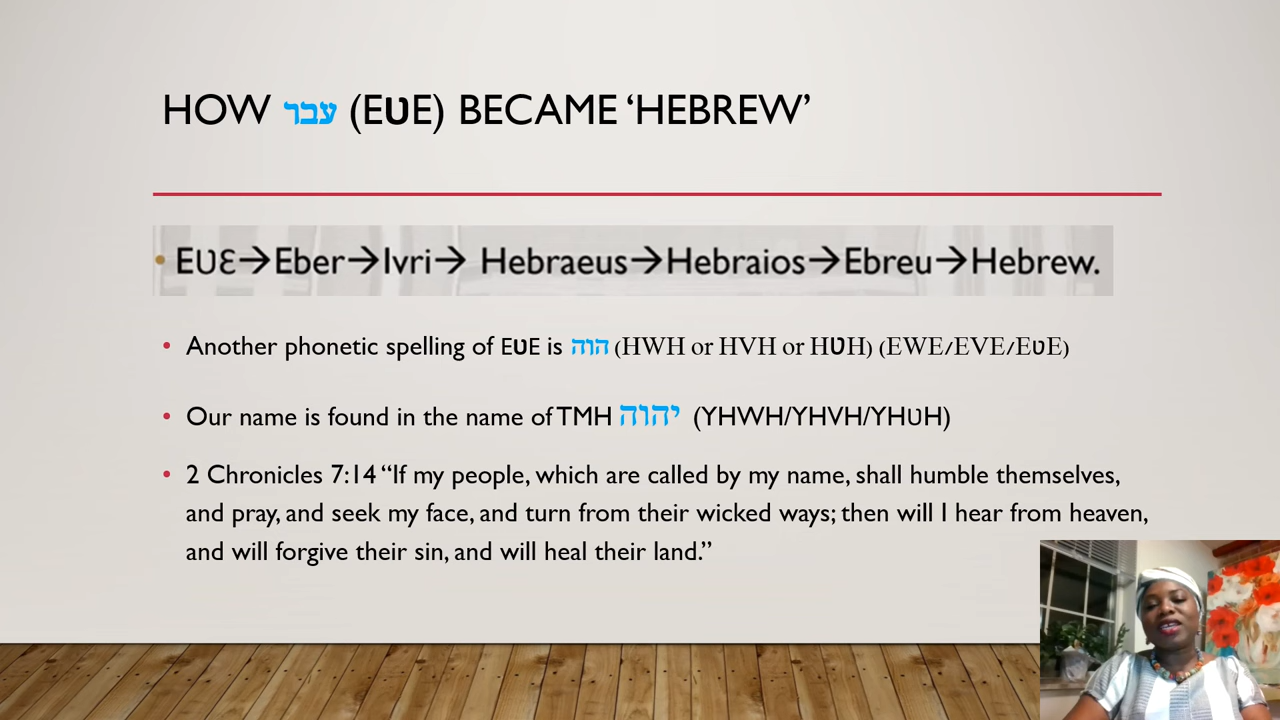 HOW עבר (EƲE) BECAME ‘HEBREW’
• Eʋɛ→Eber→Ivri→ Hebraeus→Hebraios→Ebreu→Hebrew.
• Another phonetic spelling of EƲE is הוה (HWH or HVH or HƲH) (EWE/EVE/EʋE)
• Our name is found in the name of TMH יהוה (YHWH/YHVH/YHʋH)
• 2 Chronicles 7:14 “If my people, which are called by my name, shall humble themselves,
and pray, and seek my face, and turn from their wicked ways; then will I hear from heaven,
and will forgive their sin, and will heal their land.”